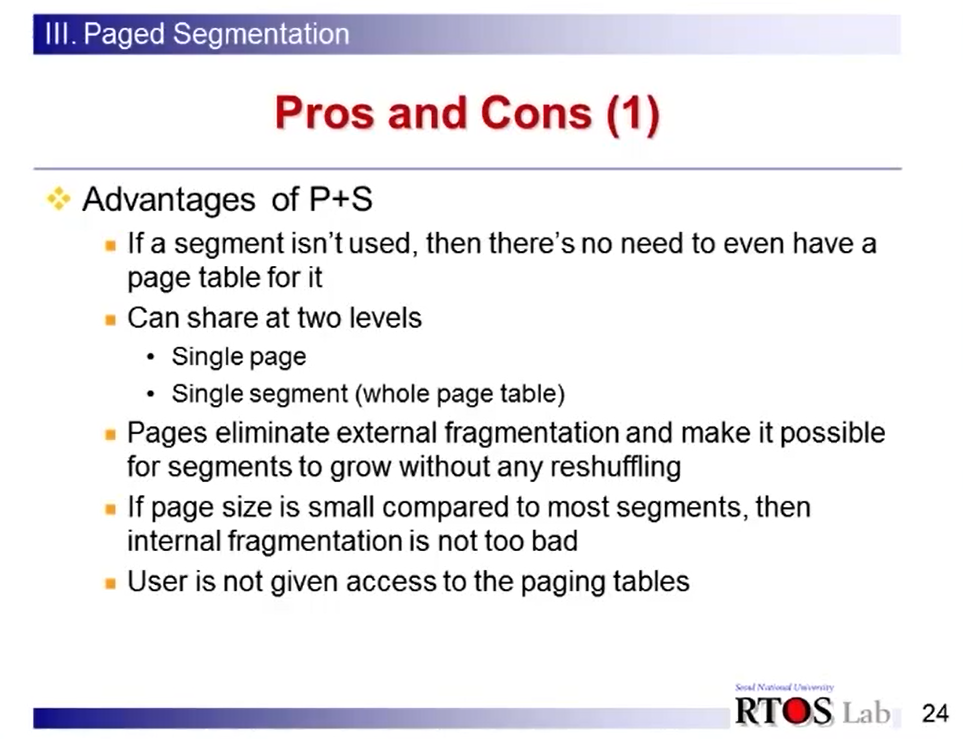 III. Paged Segmentation
Pros and Cons (1)
Advantages of P+S
If a segment isn't used, then there's no need to even have a
page table for it
Can share at two levels
• Single page
• Single segment (whole page table)
Pages eliminate external fragmentation and make it possible
for segments to grow without any reshuffling
If page size is small compared to most segments, then
internal fragmentation is not too bad
User is not given access to the paging tables
Seoul National University
RTOS Lab
24